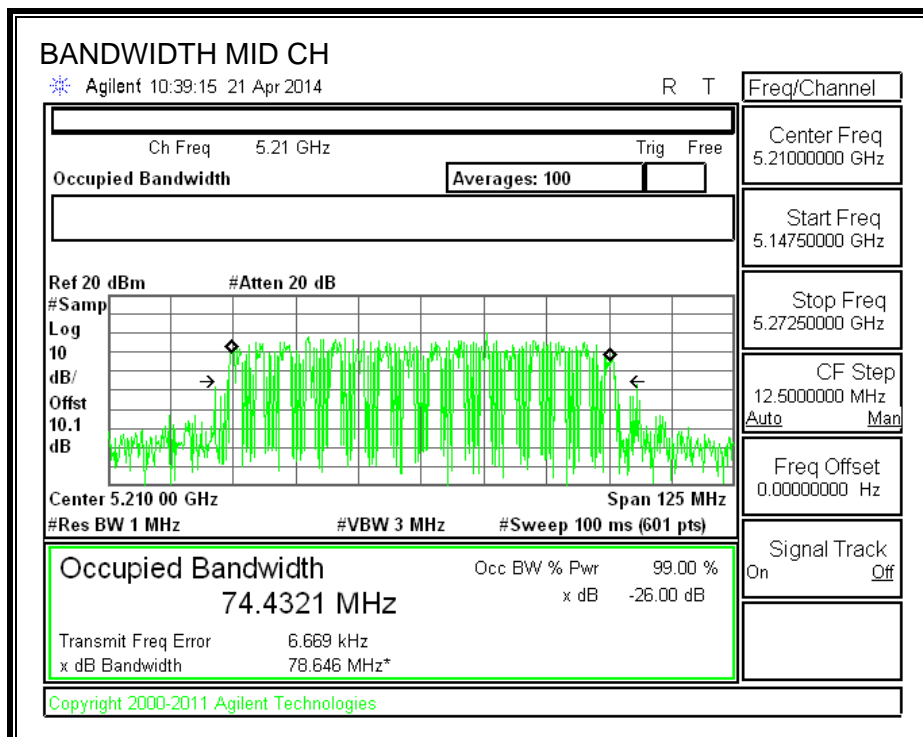 BANDWIDTH MID CH
Agilent 10:39:15 21 Apr 2014 R T
Freq/Channel
Ch Freq 5.21 GHz Trig Free
Occupied Bandwidth Averages: 100
Center Freq
5.21000000 GHz
Start Freq
5.14750000 GHz
Stop Freq
5.27250000 GHz
CF Step
12.5000000 MHz
Auto Man
Freq Offset
0.00000000 Hz
Signal Track
On Off
Ref 20 dBm #Atten 20 dB
#Samp
Log
10
dB/
Offst
10.1
dB
Center 5.210 00 GHz Span 125 MHz
#Res BW 1 MHz #VBW 3 MHz #Sweep 100 ms (601 pts)
Occupied Bandwidth Occ BW % Pwr 99.00 %
74.4321 MHz x dB -26.00 dB
Transmit Freq Error 6.669 kHz
x dB Bandwidth 78.646 MHz*
Copyright 2000-2011 Agilent Technologies